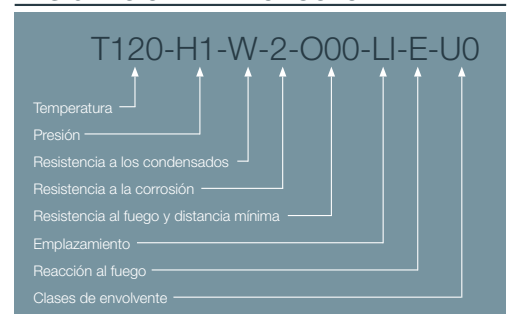 T120-H1-W-2-O00-LI-E-U0
Temperatura
Presión
Resistencia a los condensados
Resistencia a la corrosión
Resistencia al fuego y distancia mínima
Emplazamiento
Reacción al fuego
Clases de envolvente